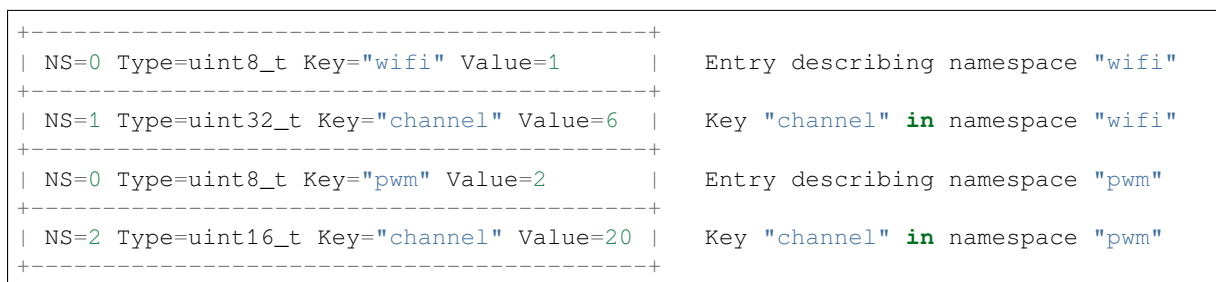 +-------------------------------------------+
| NS=0 Type=uint8_t Key="wifi" Value=1      |   Entry describing namespace "wifi"
+-------------------------------------------+
| NS=1 Type=uint32_t Key="channel" Value=6  |   Key "channel" in namespace "wifi"
+-------------------------------------------+
| NS=0 Type=uint8_t Key="pwm" Value=2       |   Entry describing namespace "pwm"
+-------------------------------------------+
| NS=2 Type=uint16_t Key="channel" Value=20 |   Key "channel" in namespace "pwm"
+-------------------------------------------+